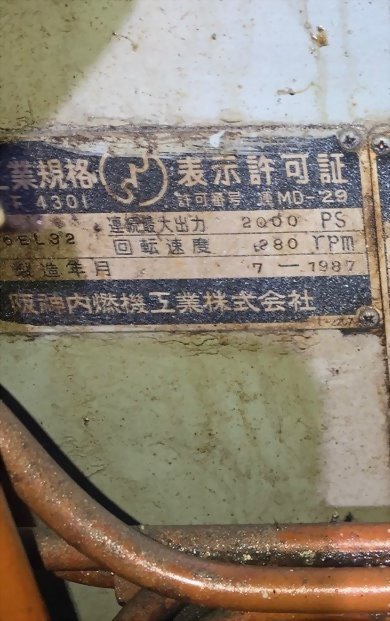 工業規格 表示許可証
F 4301 許可番号 MD-29
6EL32 連続最大出力 2000 PS
回転速度 280 rpm
製造年月 7-1987
阪神内燃機工業株式会社